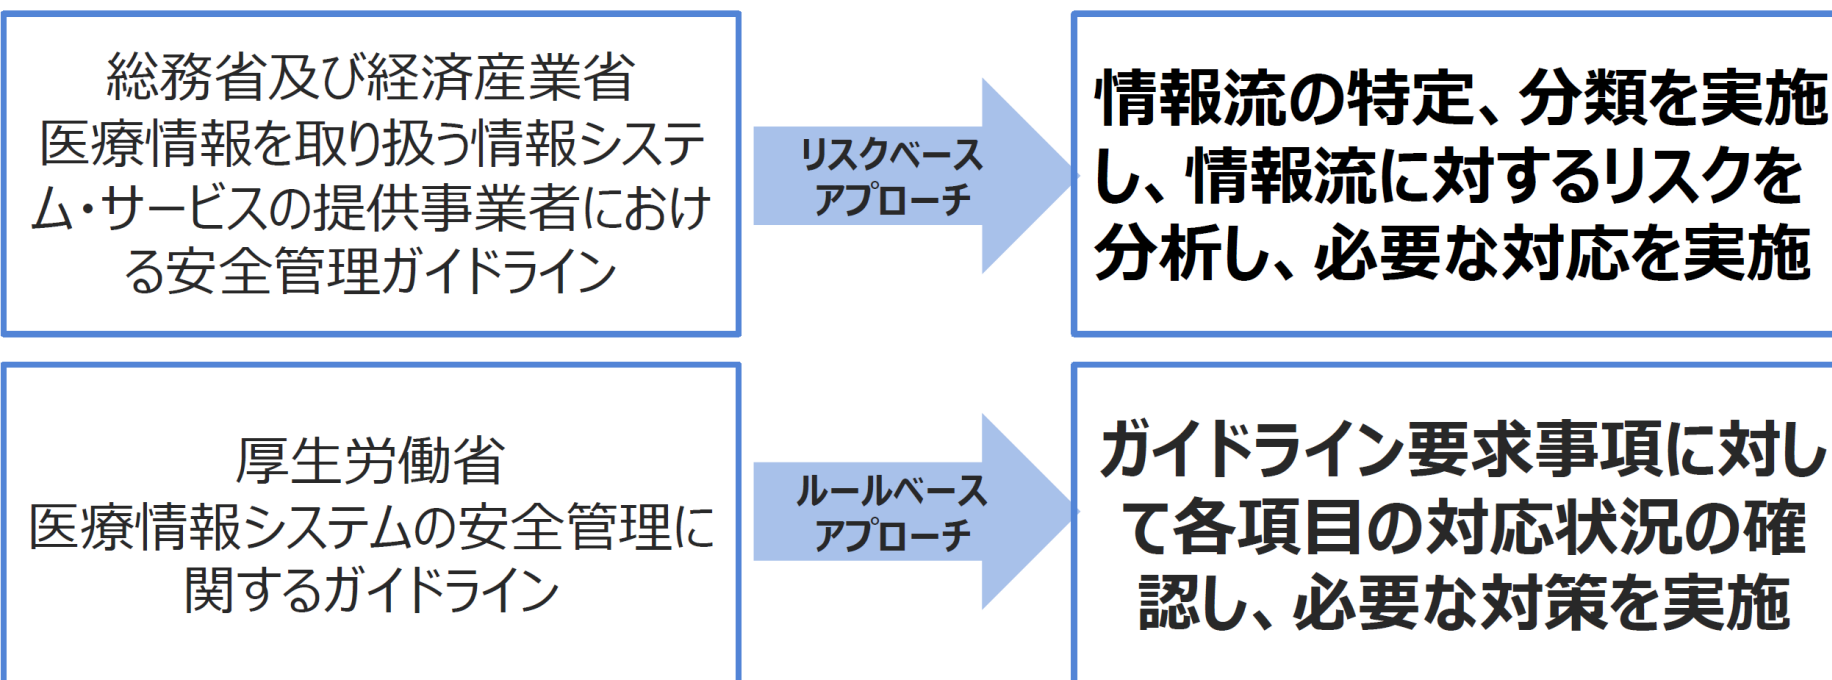 総務省及び経済産業省
医療情報を取り扱う情報システ
ム・サービスの提供事業者におけ
る安全管理ガイドライン
リスクベース
アプローチ
情報流の特定、分類を実施
し、情報流に対するリスクを
分析し、必要な対応を実施
厚生労働省
医療情報システムの安全管理に
関するガイドライン
ルールベース
アプローチ
ガイドライン要求事項に対し
て各項目の対応状況の確
認し、必要な対策を実施